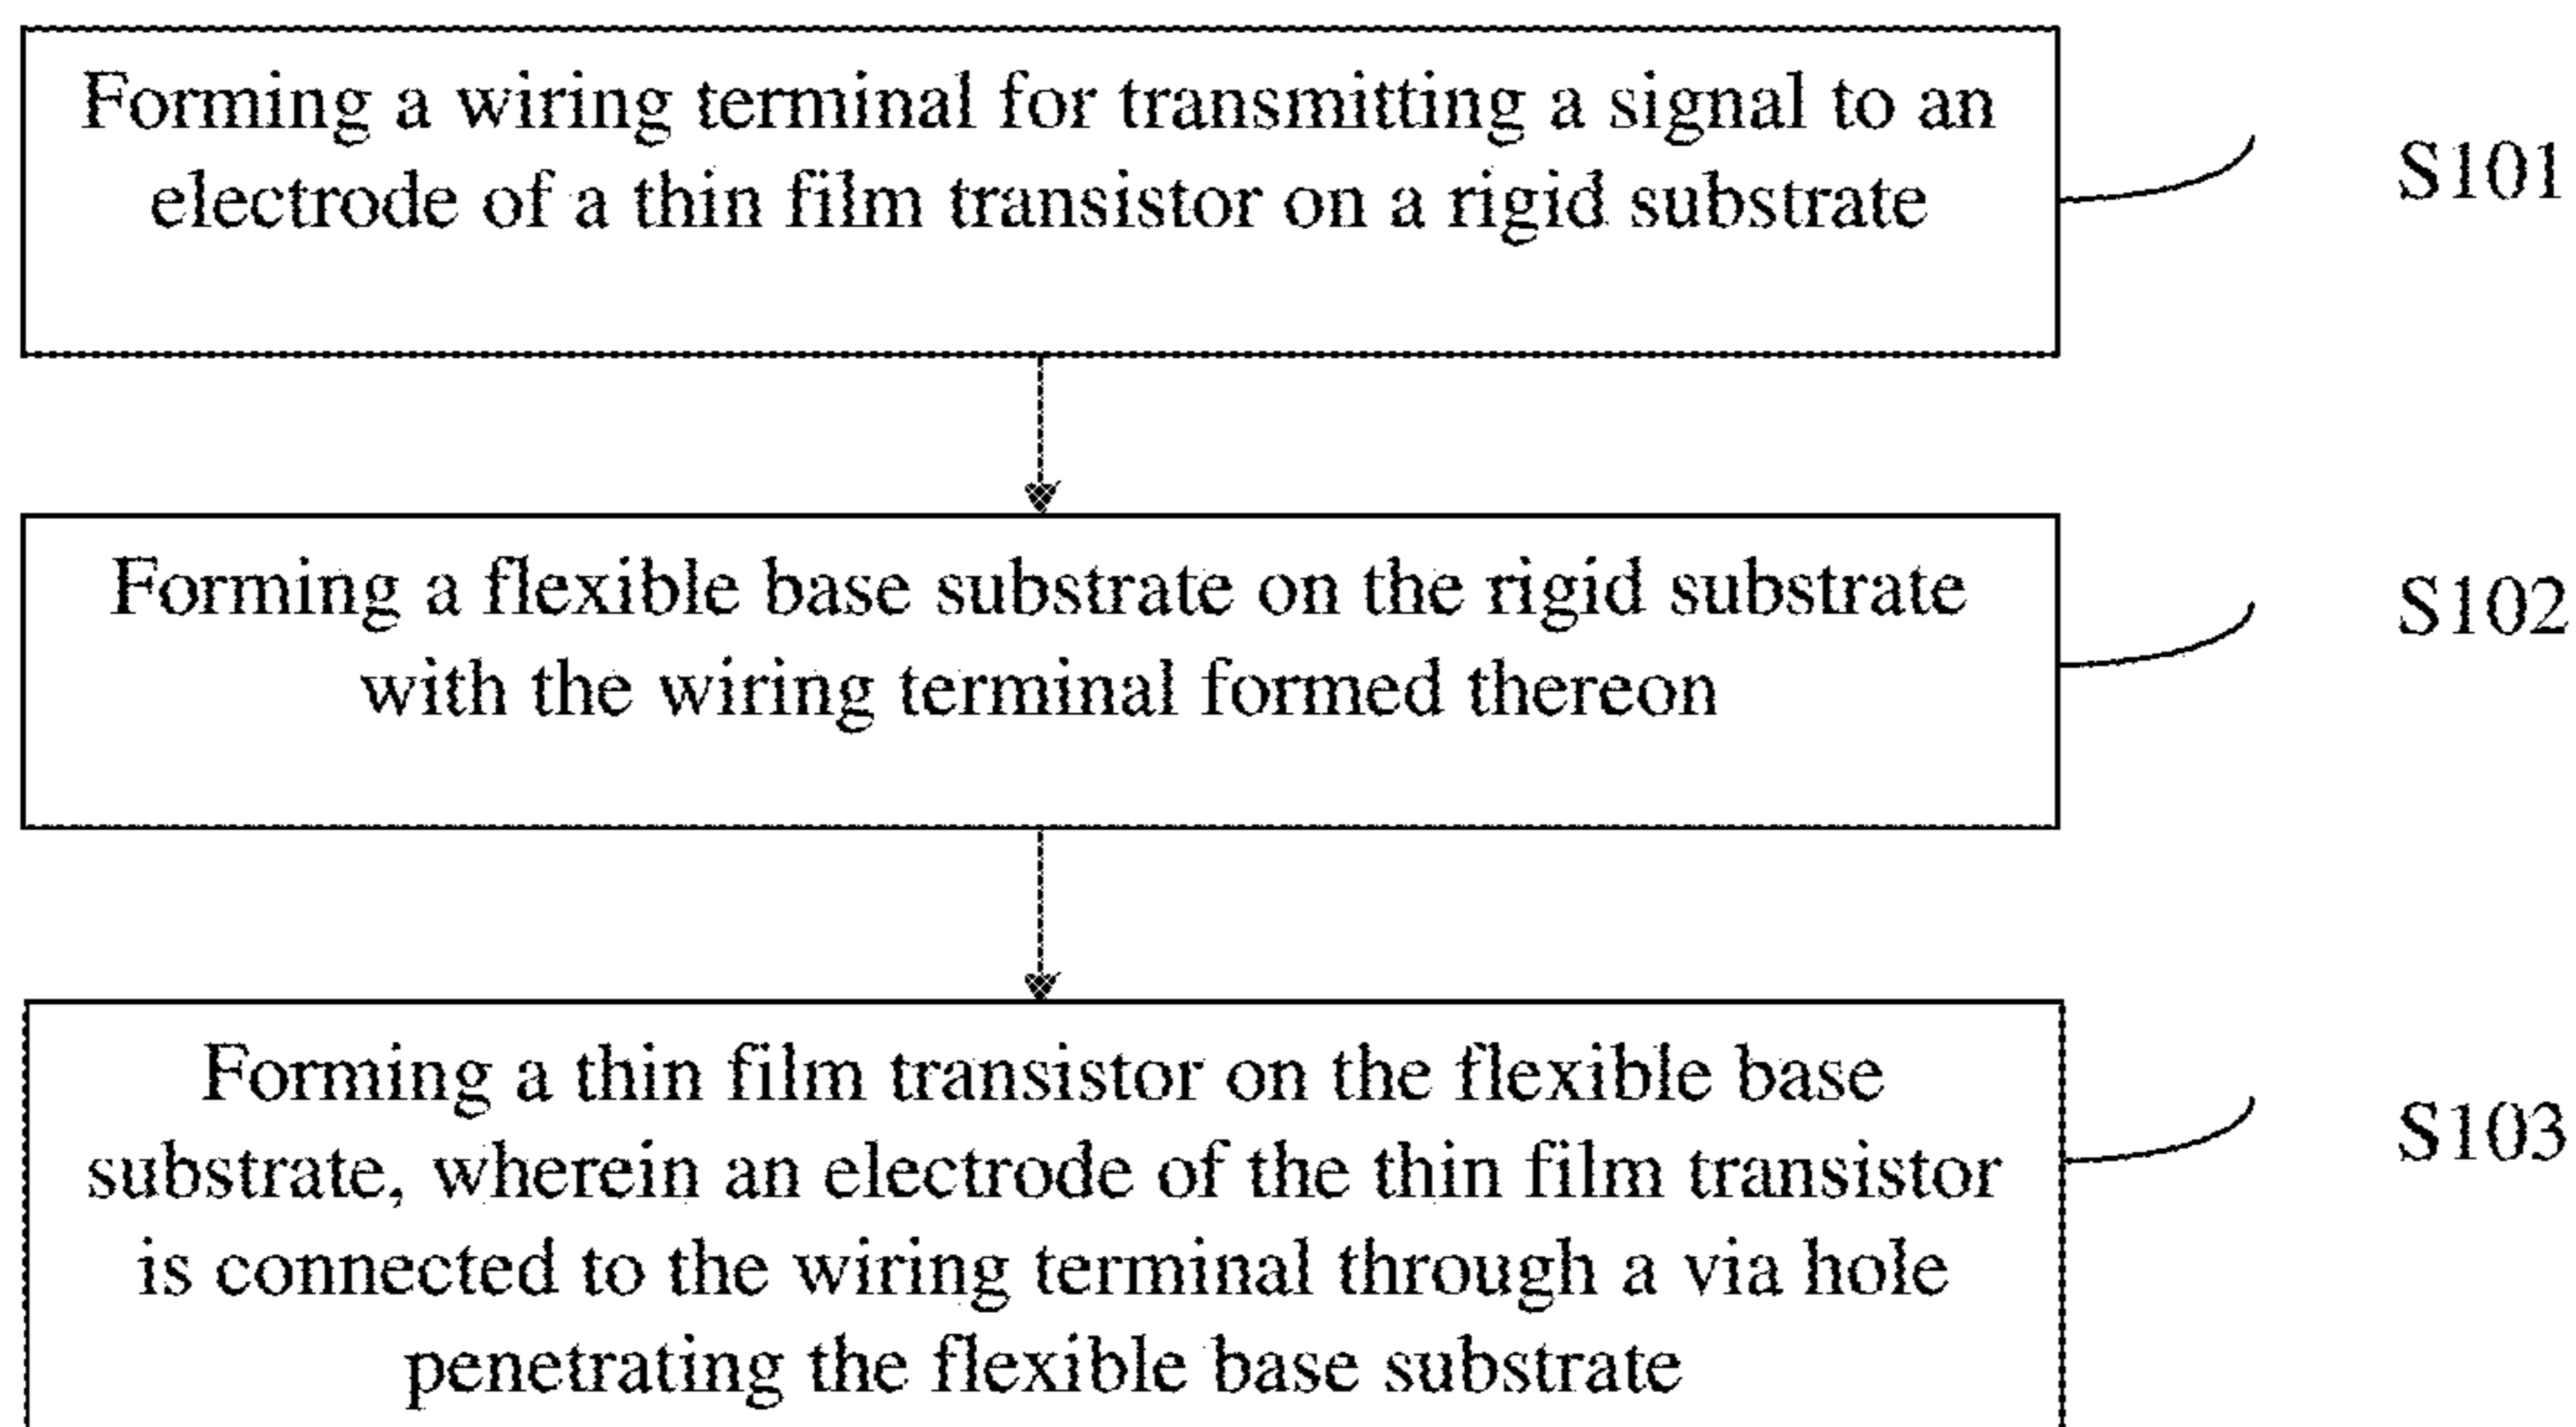 Forming a wiring terminal for transmitting a signal to an
electrode of a thin film transistor on a rigid substrate
S101
Forming a flexible base substrate on the rigid substrate
with the wiring terminal formed thereon
S102
Forming a thin film transistor on the flexible base
substrate, wherein an electrode of the thin film transistor
is connected to the wiring terminal through a via hole
penetrating the flexible base substrate
S103